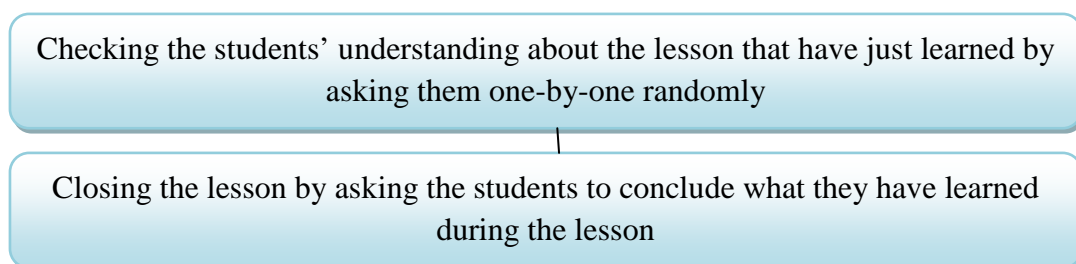 Checking the students’ understanding about the lesson that have just learned by
asking them one-by-one randomly
Closing the lesson by asking the students to conclude what they have learned
during the lesson